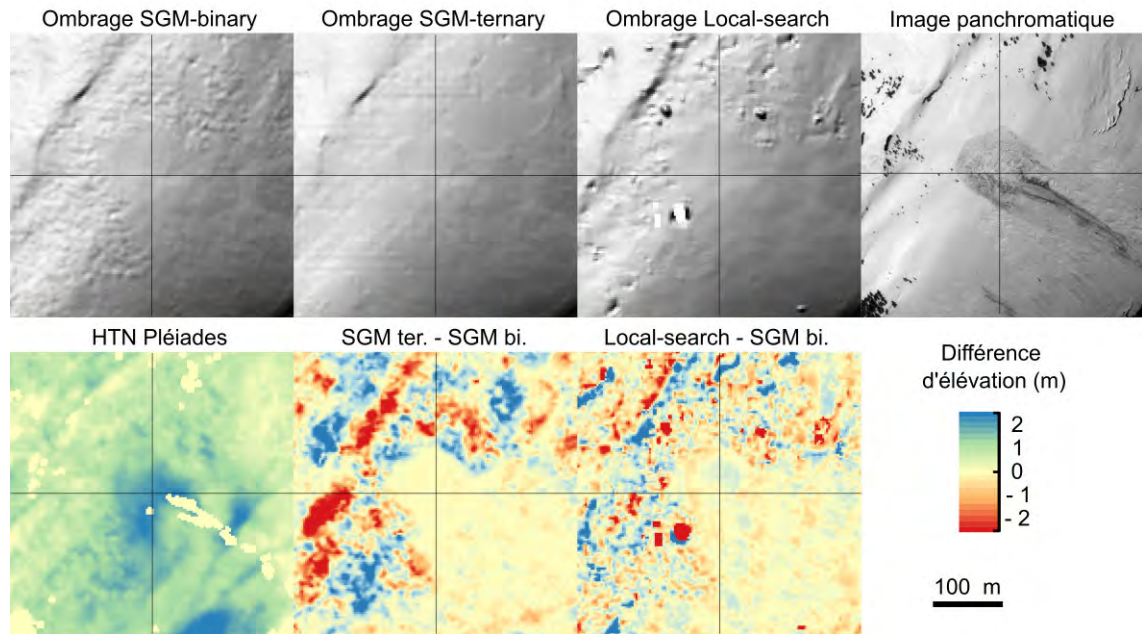 Ombrage SGM-binary
Ombrage SGM-ternary
Ombrage Local-search
Image panchromatique
HTN Pléiades
SGM ter. - SGM bi.
Local-search - SGM bi.
Différence
d'élévation (m)
2
1
0
- 1
- 2
100 m